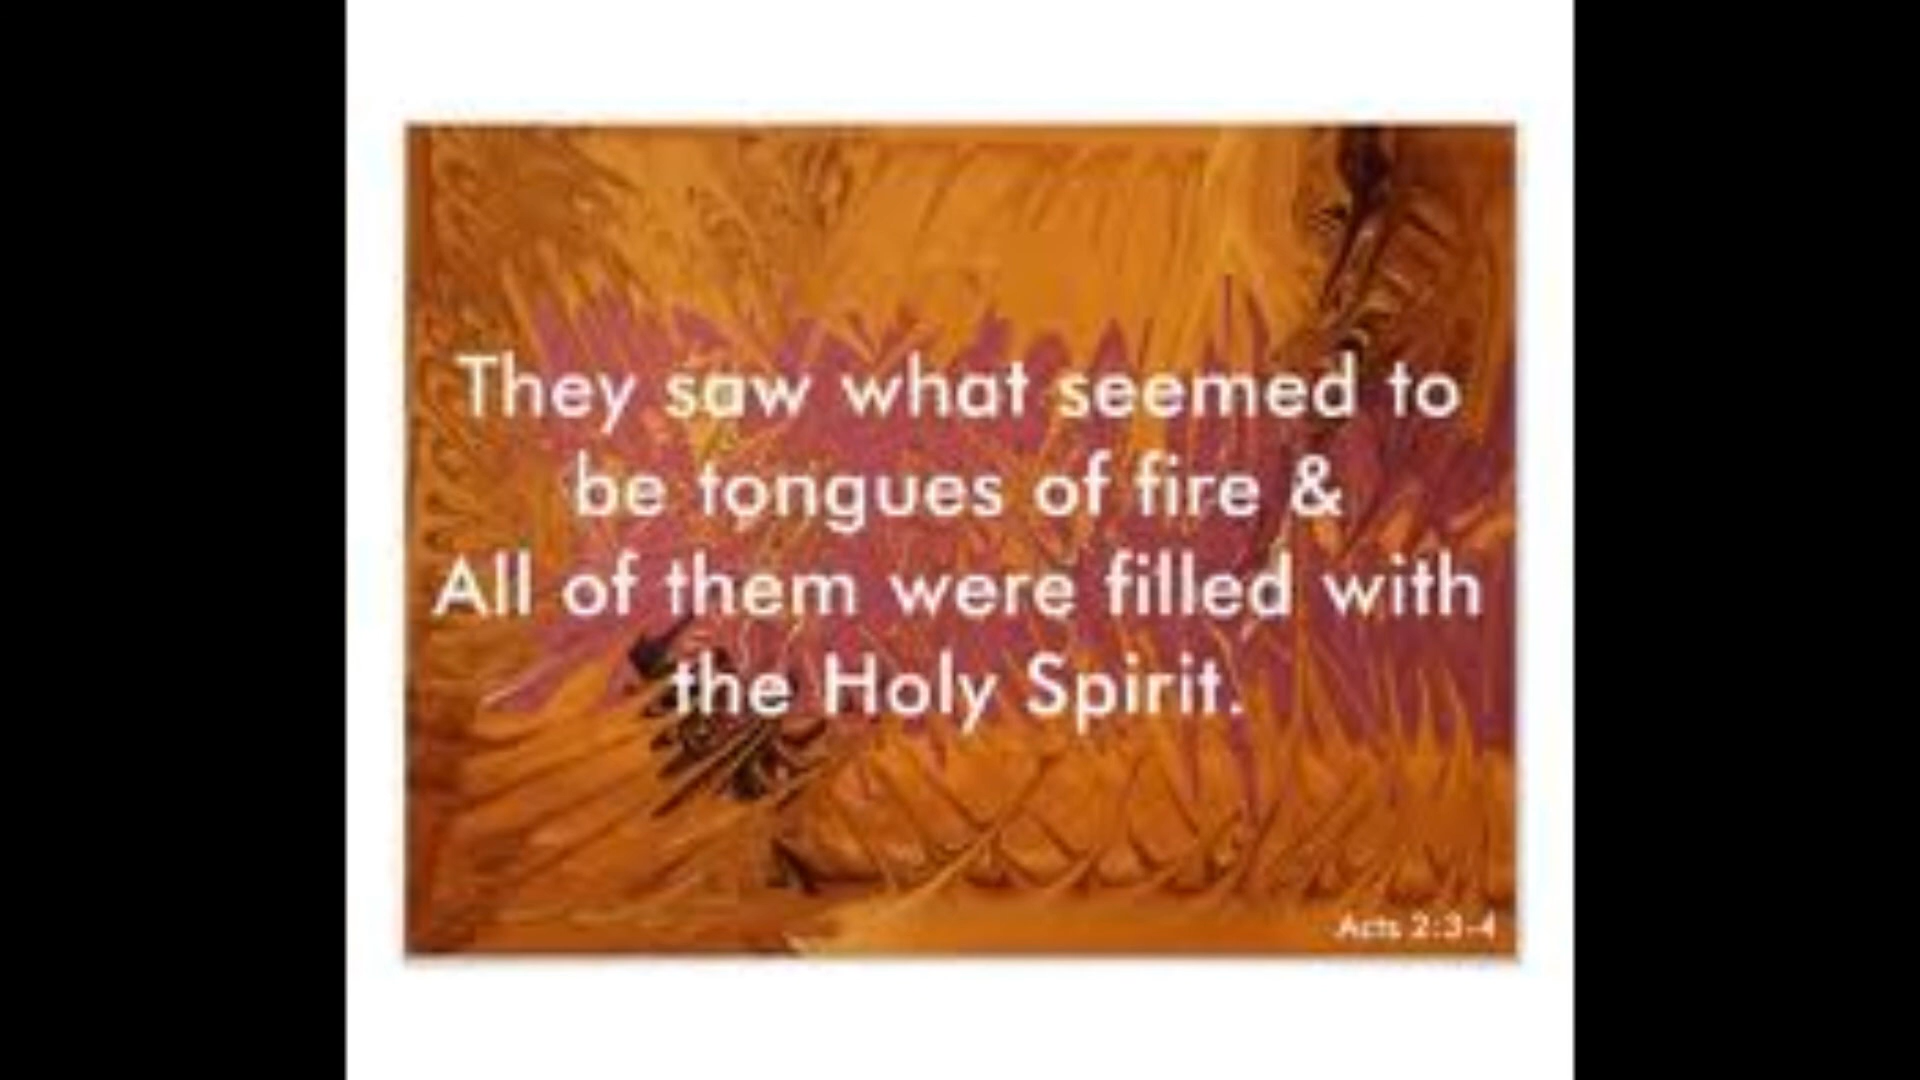 They saw what seemed to
be tongues of fire &
All of them were filled with
the Holy Spirit.
Acts 2:3-4